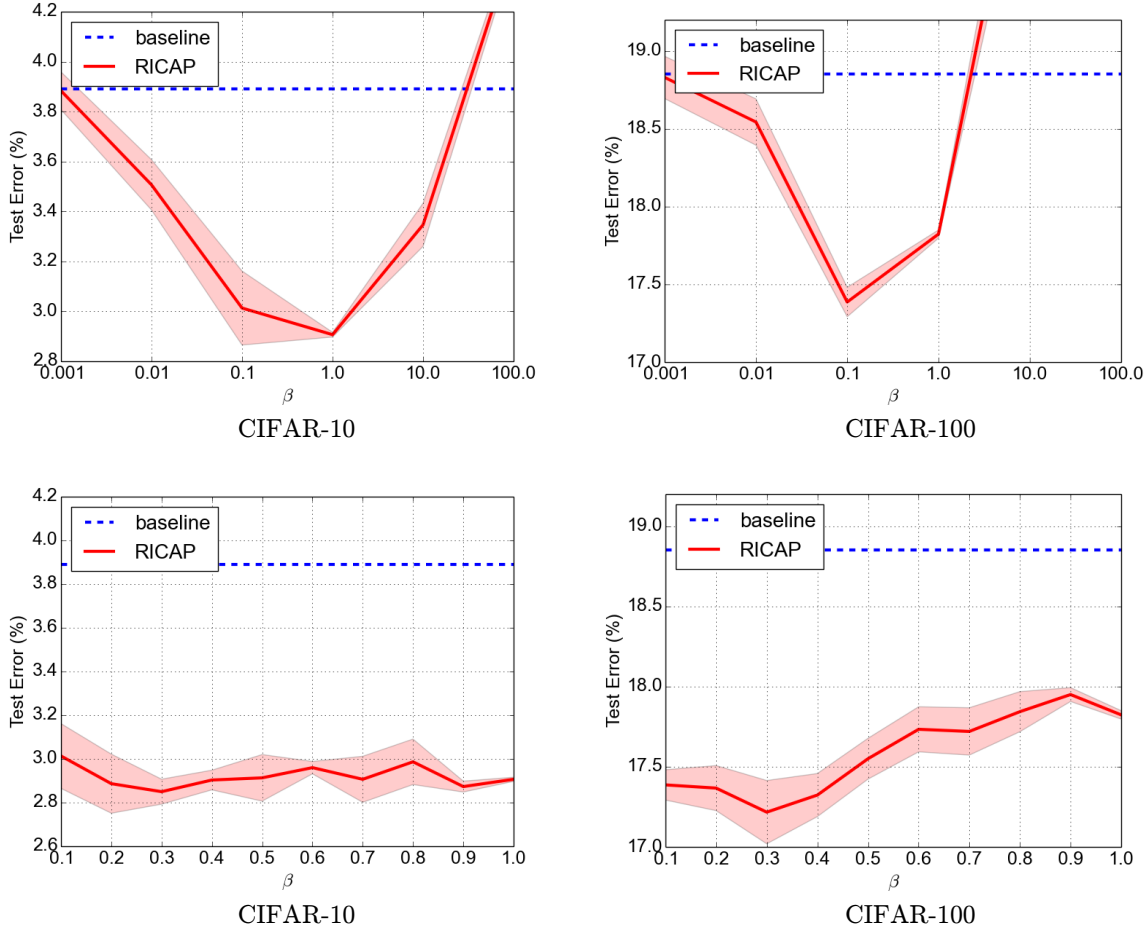 4.2
4.0
3.8
3.6
3.4
3.2
3.0
2.8
Test Error (%)
baseline
RICAP
0.001 0.01 0.1 1.0 10.0 100.0
β
CIFAR-10
19.0
18.5
18.0
17.5
17.0
Test Error (%)
baseline
RICAP
0.001 0.01 0.1 1.0 10.0 100.0
β
CIFAR-100
4.2
4.0
3.8
3.6
3.4
3.2
3.0
2.8
2.6
Test Error (%)
baseline
RICAP
0.1 0.2 0.3 0.4 0.5 0.6 0.7 0.8 0.9 1.0
β
CIFAR-10
19.0
18.5
18.0
17.5
17.0
Test Error (%)
baseline
RICAP
0.1 0.2 0.3 0.4 0.5 0.6 0.7 0.8 0.9 1.0
β
CIFAR-100